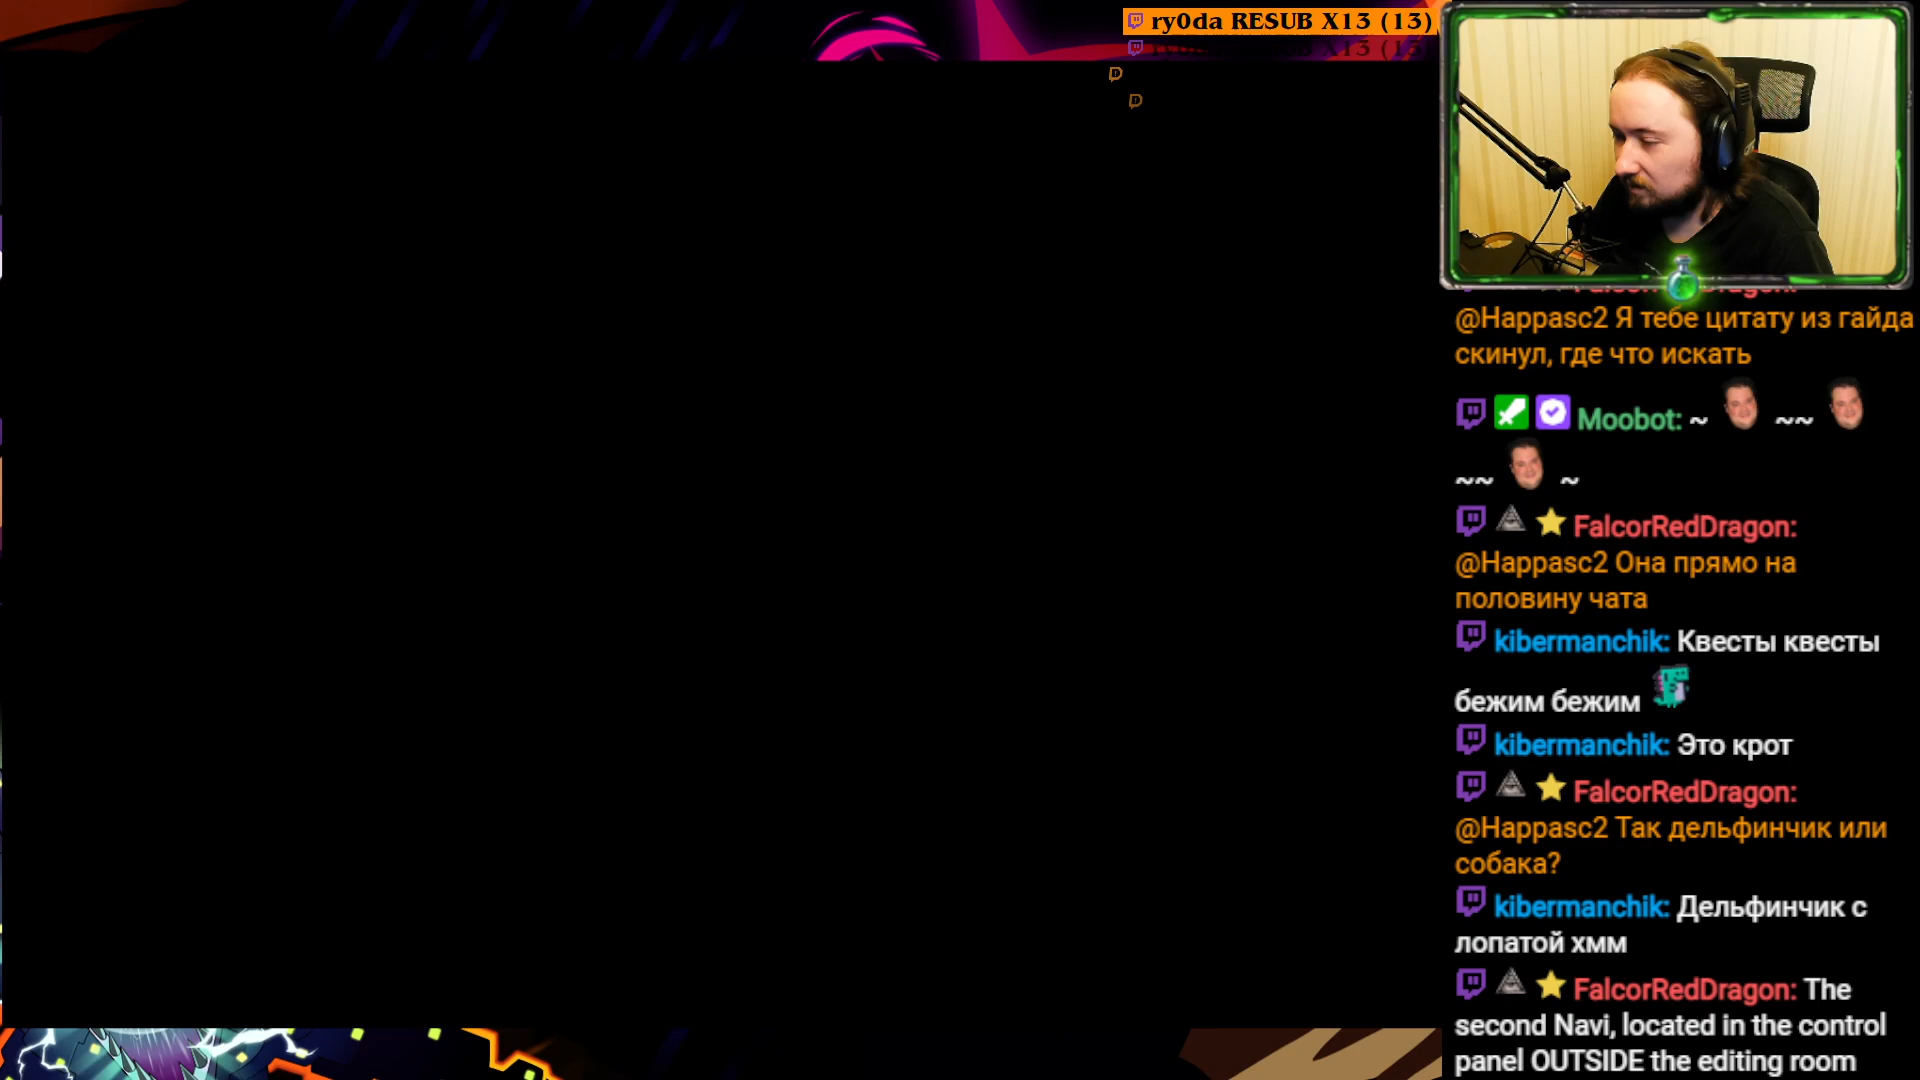 ry0da RESUB X13 (13)
@Happasc2 Я тебе цитату из гайда
скинул, где что искать
Moobot: ~ ~~
~~ ~
FalcorRedDragon:
@Happasc2 Она прямо на
половину чата
kibermanchik: Квесты квесты
бежим бежим
kibermanchik: Это крот
FalcorRedDragon:
@Happasc2 Так дельфинчик или
собака?
kibermanchik: Дельфинчик с
лопатой хмм
FalcorRedDragon: The
second Navi, located in the control
panel OUTSIDE the editing room